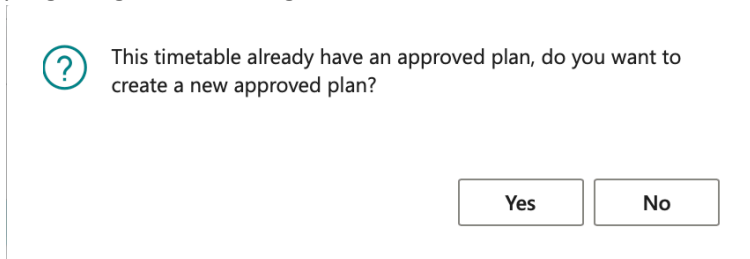 This timetable already have an approved plan, do you want to
create a new approved plan?
Yes
No